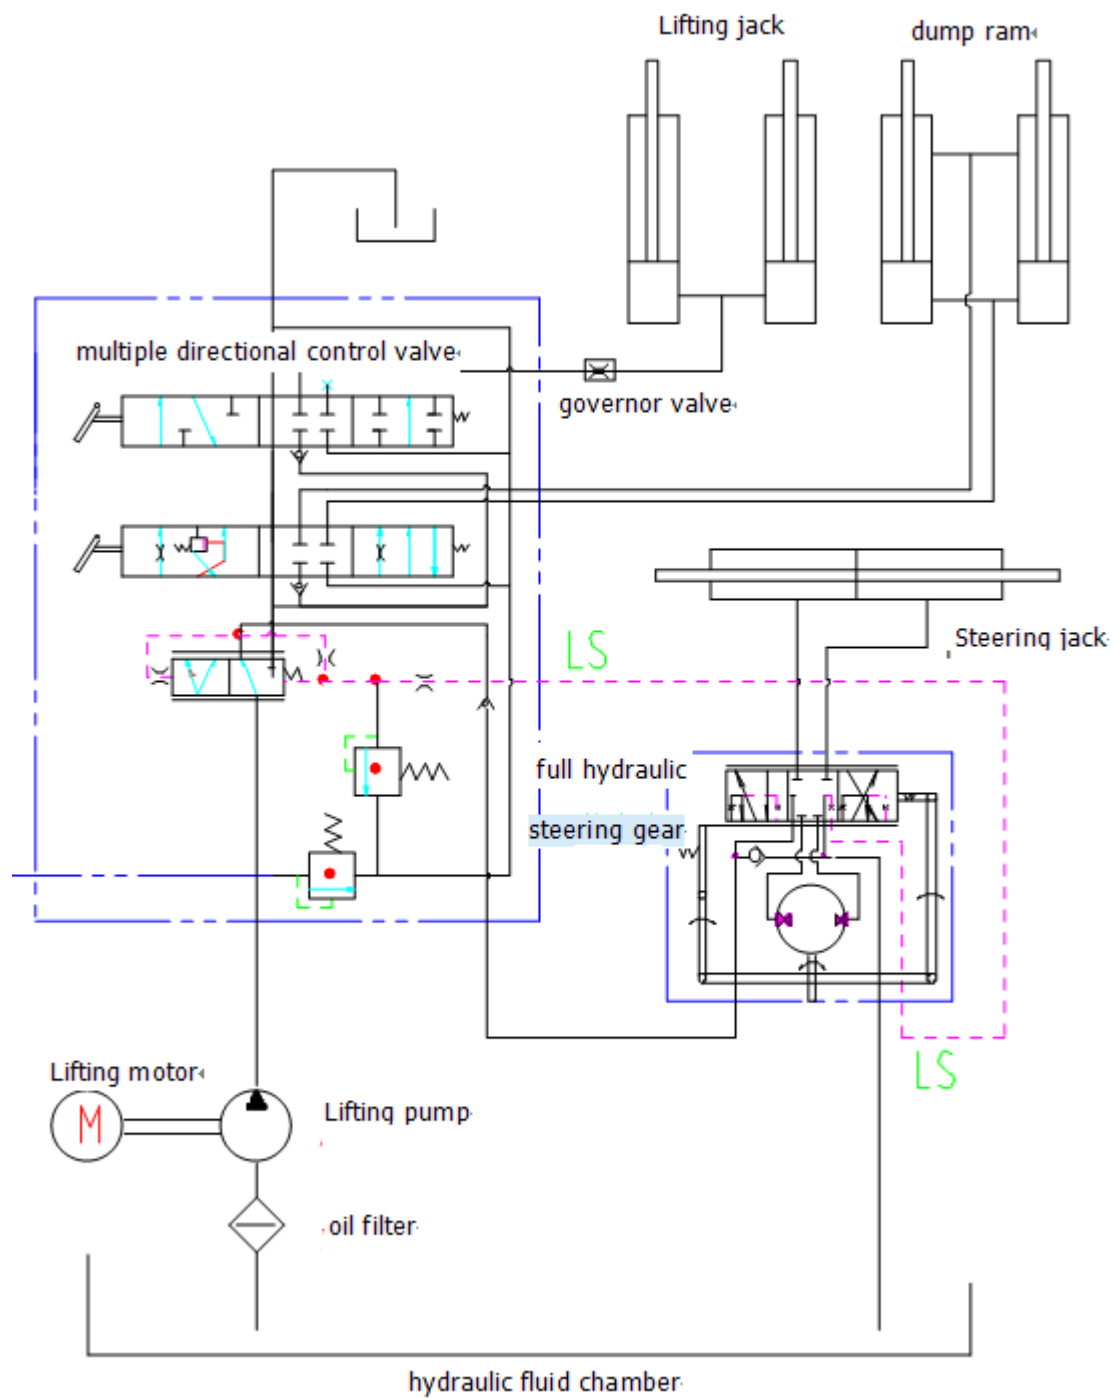 Lifting jack
dump ram
multiple directional control valve
governor valve
LS
Steering jack
full hydraulic
steering gear
LS
Lifting motor
M
Lifting pump
oil filter
hydraulic fluid chamber